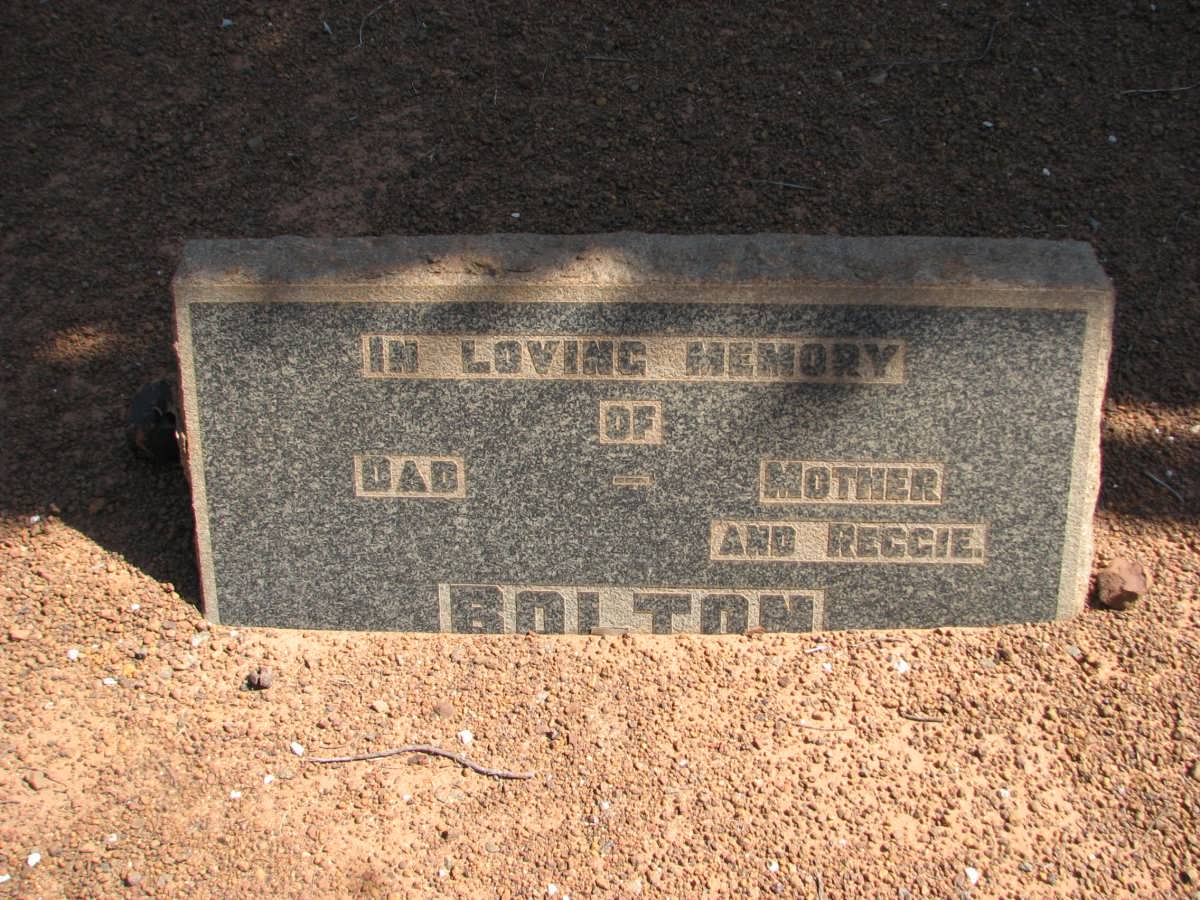 IN LOVING MEMORY
OF
DAD — MOTHER
AND REGGIE.
BOLTON